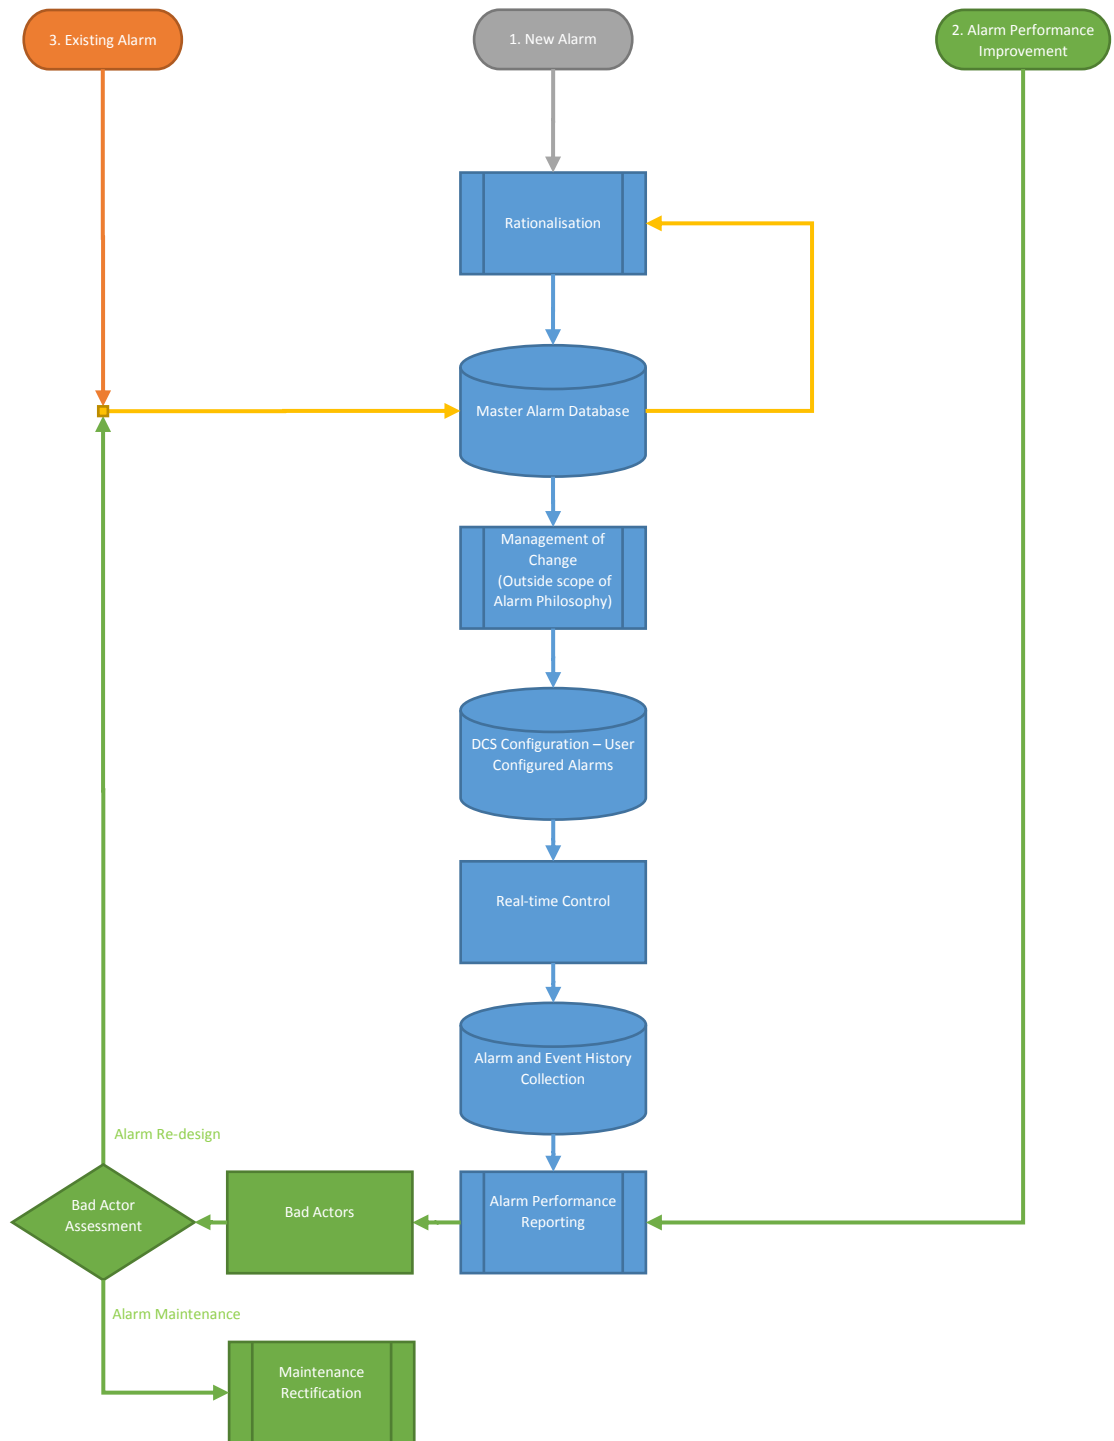 3. Existing Alarm
1. New Alarm
2. Alarm Performance
Improvement
Rationalisation
Master Alarm Database
Management of
Change
(Outside scope of
Alarm Philosophy)
DCS Configuration – User
Configured Alarms
Real-time Control
Alarm and Event History
Collection
Alarm Re-design
Bad Actor
Assessment
Bad Actors
Alarm Performance
Reporting
Alarm Maintenance
Maintenance
Rectification